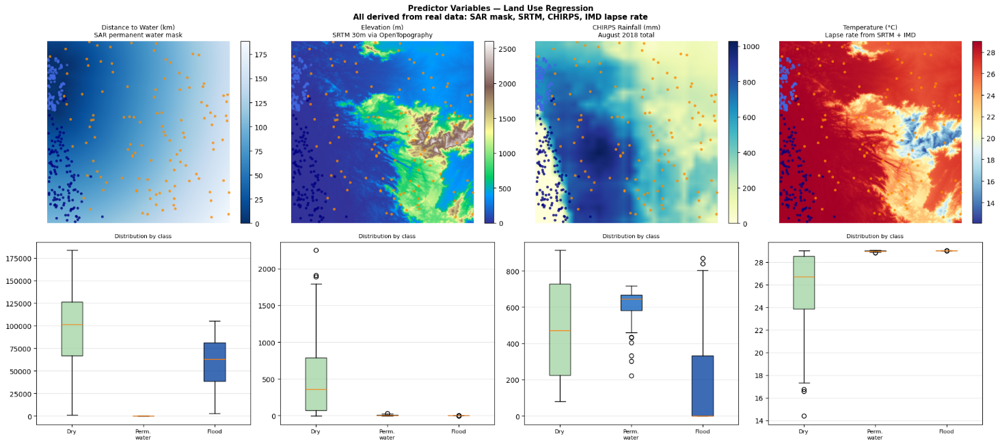 Predictor Variables — Land Use Regression
All derived from real data: SAR mask, SRTM, CHIRPS, IMD lapse rate
Distance to Water (km)
SAR permanent water mask
175
150
125
100
75
50
25
0
Elevation (m)
SRTM 30m via OpenTopography
2500
2000
1500
1000
500
0
CHIRPS Rainfall (mm)
August 2018 total
1000
800
600
400
200
0
Temperature (°C)
Lapse rate from SRTM + IMD
28
26
24
22
20
18
16
14
Distribution by class
175000
150000
125000
100000
75000
50000
25000
0
Dry
Perm.
water
Flood
Distribution by class
2000
1500
1000
500
0
Dry
Perm.
water
Flood
Distribution by class
800
600
400
200
0
Dry
Perm.
water
Flood
Distribution by class
28
26
24
22
20
18
16
14
Dry
Perm.
water
Flood